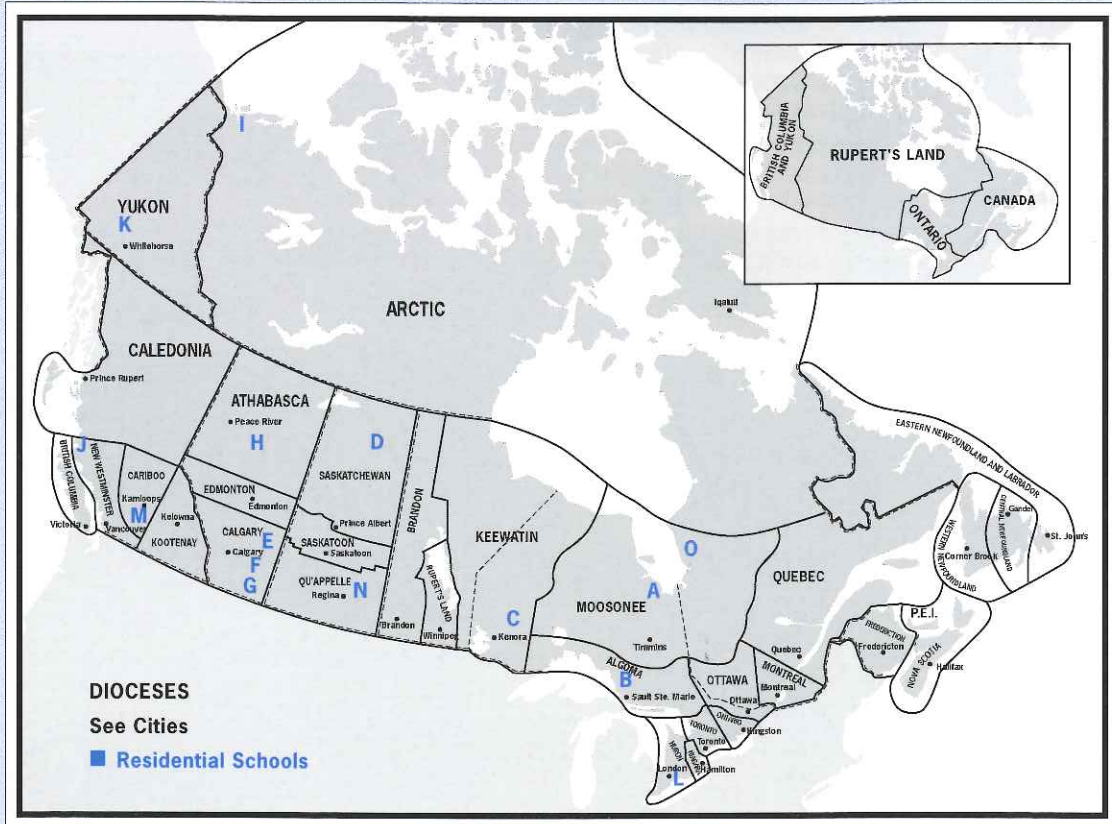 I
BRITISH COLUMBIA
AND YUKON
RUPERT'S LAND
CANADA
ONTARIO
YUKON
K
Whitehorse
ARCTIC
Iqaluit
CALEDONIA
Prince Rupert
ATHABASCA
Peace River
H
D
SASKATCHEWAN
EASTERN NEWFOUNDLAND AND LABRADOR
J
BRITISH COLUMBIA
NEW WESTMINSTER
CARIBOO
Kamloops
M
Kelowna
KOOTENAY
Victoria
Vancouver
EDMONTON
Edmonton
CALGARY
E
Calgary
F
G
Prince Albert
SASKATOON
Saskatoon
QU'APPELLE
Regina
N
BRANDON
Brandon
RUPERT'S LAND
Winnipeg
KEEWATIN
C
Kenora
O
A
MOOSONEE
Timmins
QUEBEC
Quebec
WESTERN NEWFOUNDLAND
Corner Brook
CENTRAL NEWFOUNDLAND
Gander
St. John's
P.E.I.
FREDERICTON
Fredericton
NOVA SCOTIA
Halifax
ALGOMA
B
Sault Ste. Marie
OTTAWA
Ottawa
MONTREAL
Montreal
ONTARIO
Kingston
TORONTO
Toronto
HURON
London
L
Hamilton
DIOCESES
See Cities
Residential Schools